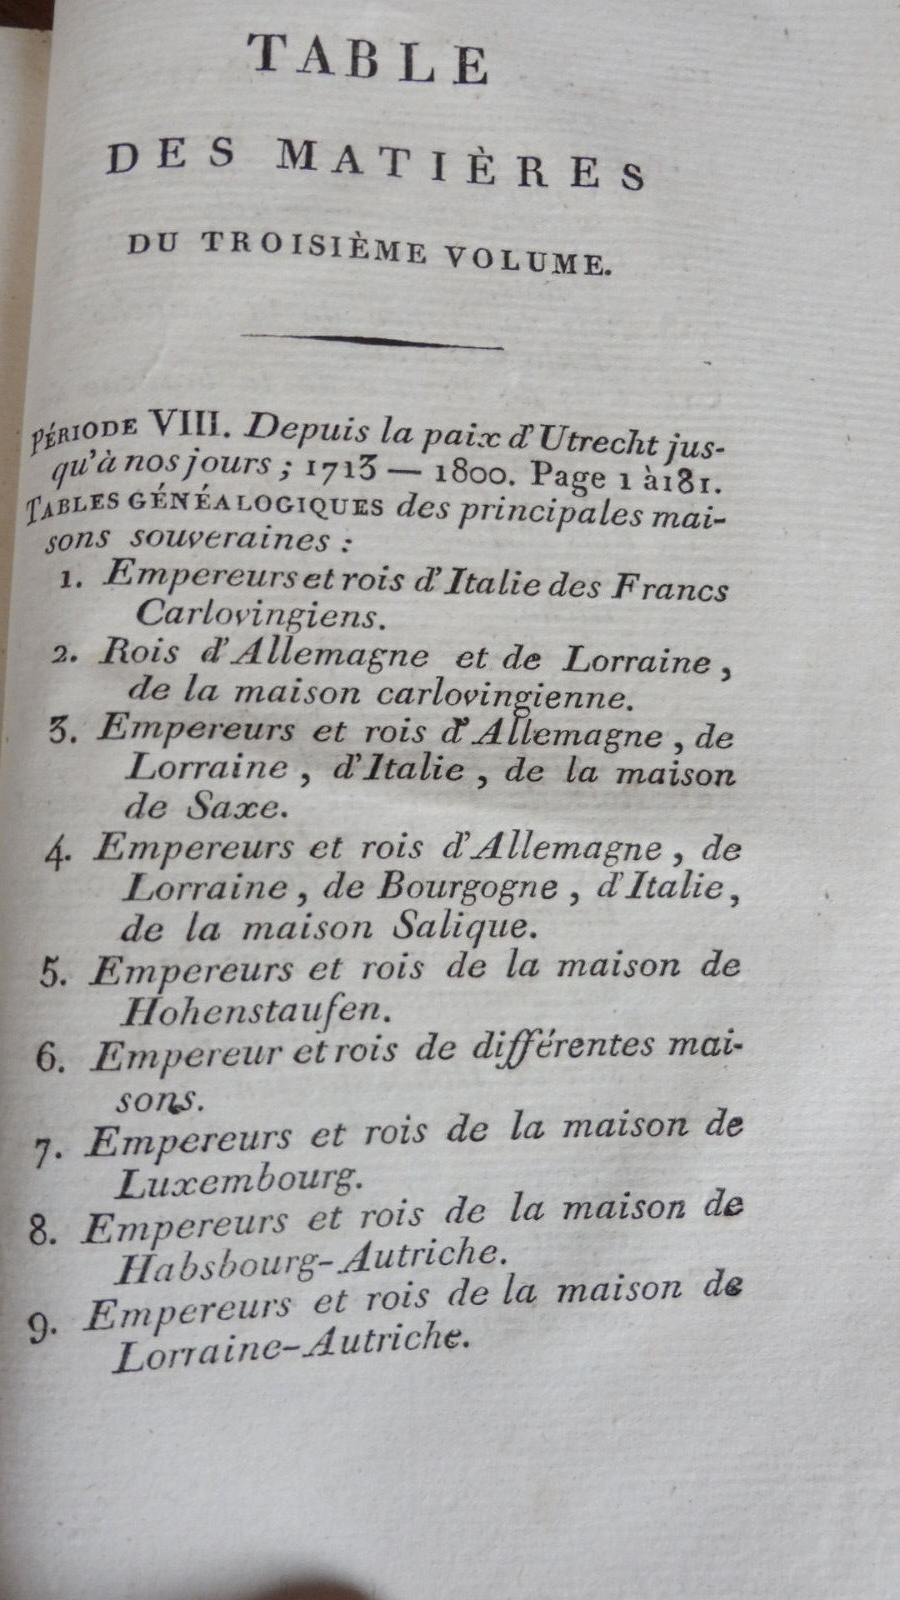 TABLE
DES MATIÈRES
DU TROISIÈME VOLUME.
PÉRIODE VIII. Depuis la paix d'Utrecht jus-
qu'à nos jours ; 1713 — 1800. Page 1 à 181.
TABLES GÉNÉALOGIQUES des principales mai-
sons souveraines :
1. Empereurs et rois d'Italie des Francs
Carlovingiens.
2. Rois d'Allemagne et de Lorraine ,
de la maison carlovingienne.
3. Empereurs et rois d'Allemagne , de
Lorraine , d'Italie , de la maison
de Saxe.
4. Empereurs et rois d'Allemagne , de
Lorraine , de Bourgogne , d'Italie,
de la maison Salique.
5. Empereurs et rois de la maison de
Hohenstaufen.
6. Empereur et rois de différentes mai-
sons.
7. Empereurs et rois de la maison de
Luxembourg.
8. Empereurs et rois de la maison de
Habsbourg-Autriche.
9. Empereurs et rois de la maison de
Lorraine-Autriche.